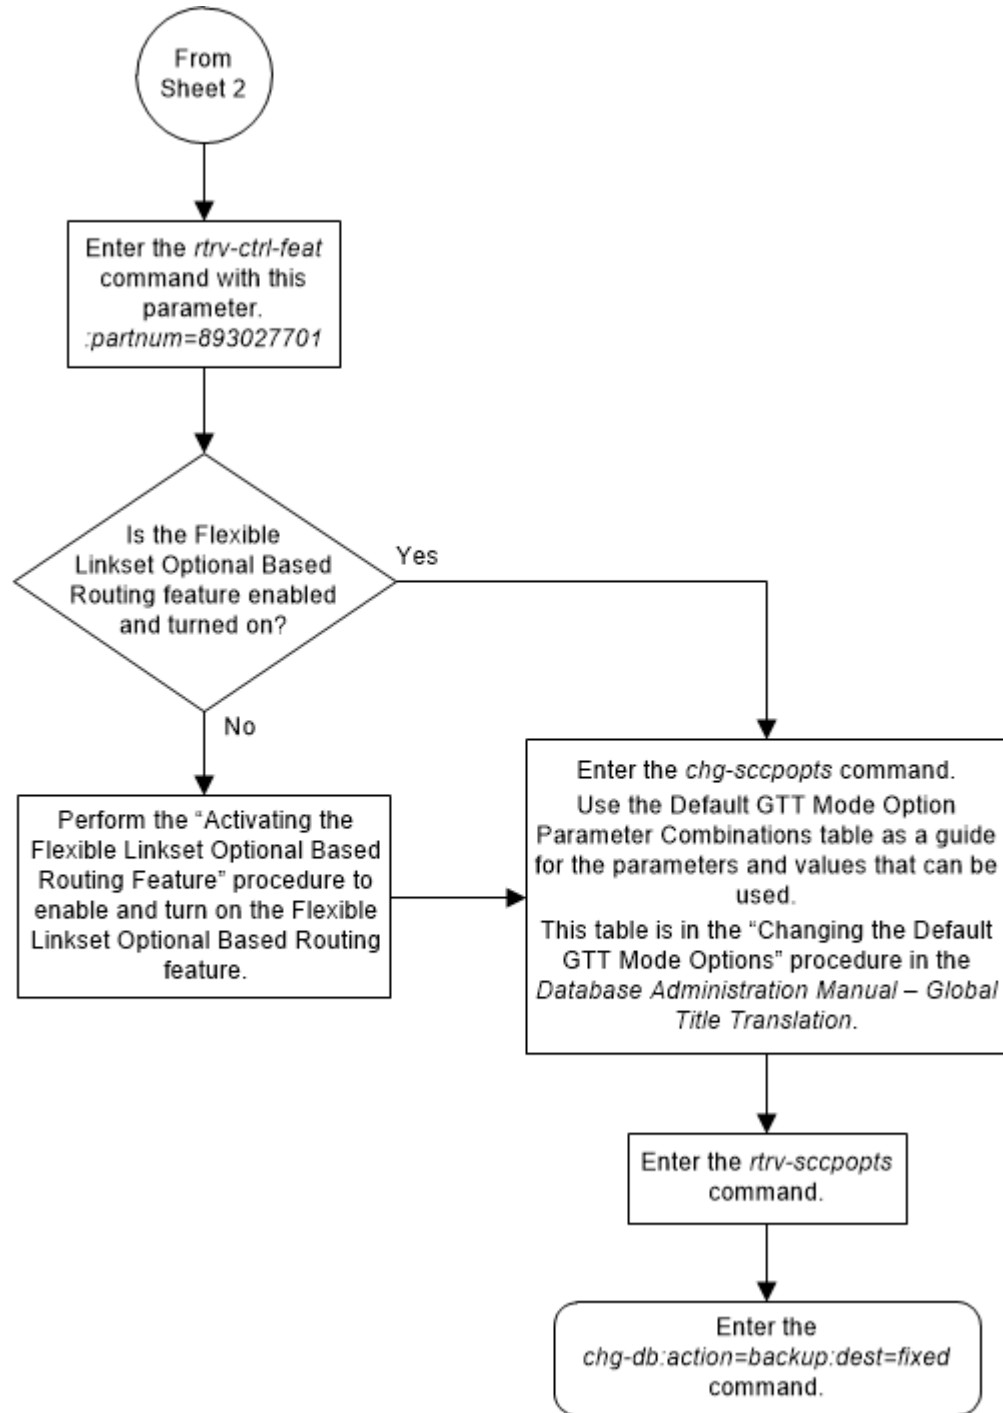 From
Sheet 2
Enter the rtrv-ctrl-feat
command with this
parameter.
:partnum=893027701
Is the Flexible
Linkset Optional Based
Routing feature enabled
and turned on?
Yes
No
Perform the “Activating the
Flexible Linkset Optional Based
Routing Feature” procedure to
enable and turn on the Flexible
Linkset Optional Based Routing
feature.
Enter the chg-sccpopts command.
Use the Default GTT Mode Option
Parameter Combinations table as a guide
for the parameters and values that can be
used.
This table is in the “Changing the Default
GTT Mode Options” procedure in the
Database Administration Manual – Global
Title Translation.
Enter the rtrv-sccpopts
command.
Enter the
chg-db:action=backup:dest=fixed
command.